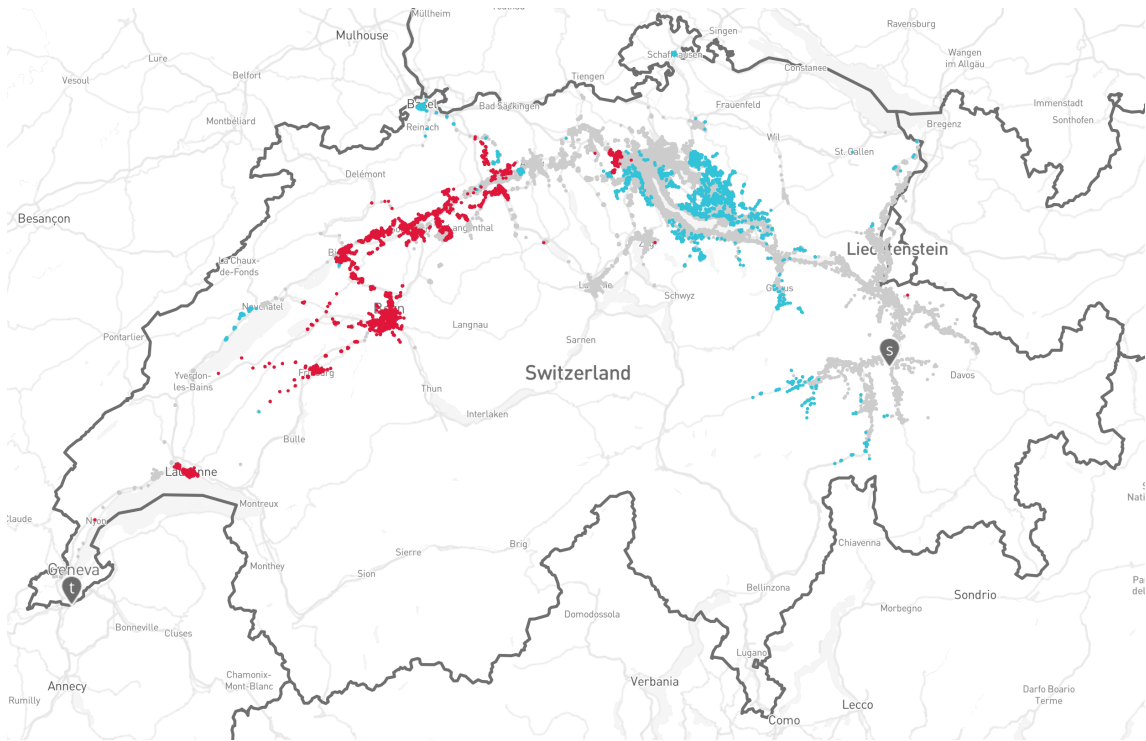 Müllheim
Singen
Ravensburg
Mulhouse
Lure
Schaffhausen
Wangen
im Allgäu
Constance
Vesoul
Belfort
Tiengen
Bad Säckingen
Frauenfeld
Immenstadt
Sonthofen
Basel
Reinach
Bregenz
Montbéliard
Wil
St. Gallen
Delémont
Besançon
Langenthal
La Chaux-
de-Fonds
Liechtenstein
Glarus
Schwyz
Neuchâtel
Bern
Langnau
Pontarlier
Sarnen
s
Switzerland
Davos
Yverdon-
les-Bains
Fribourg
Thun
Interlaken
Bulle
Lausanne
Montreux
Nyon
Claude
Chiavenna
Brig
Sierre
Sion
Monthey
Geneva
t
Bellinzona
Sondrio
Morbegno
Domodossola
Bonneville
Cluses
Lugano
Chamonix-
Mont-Blanc
Annecy
Verbania
Rumilly
Darfo Boario
Terme
Lecco
Como